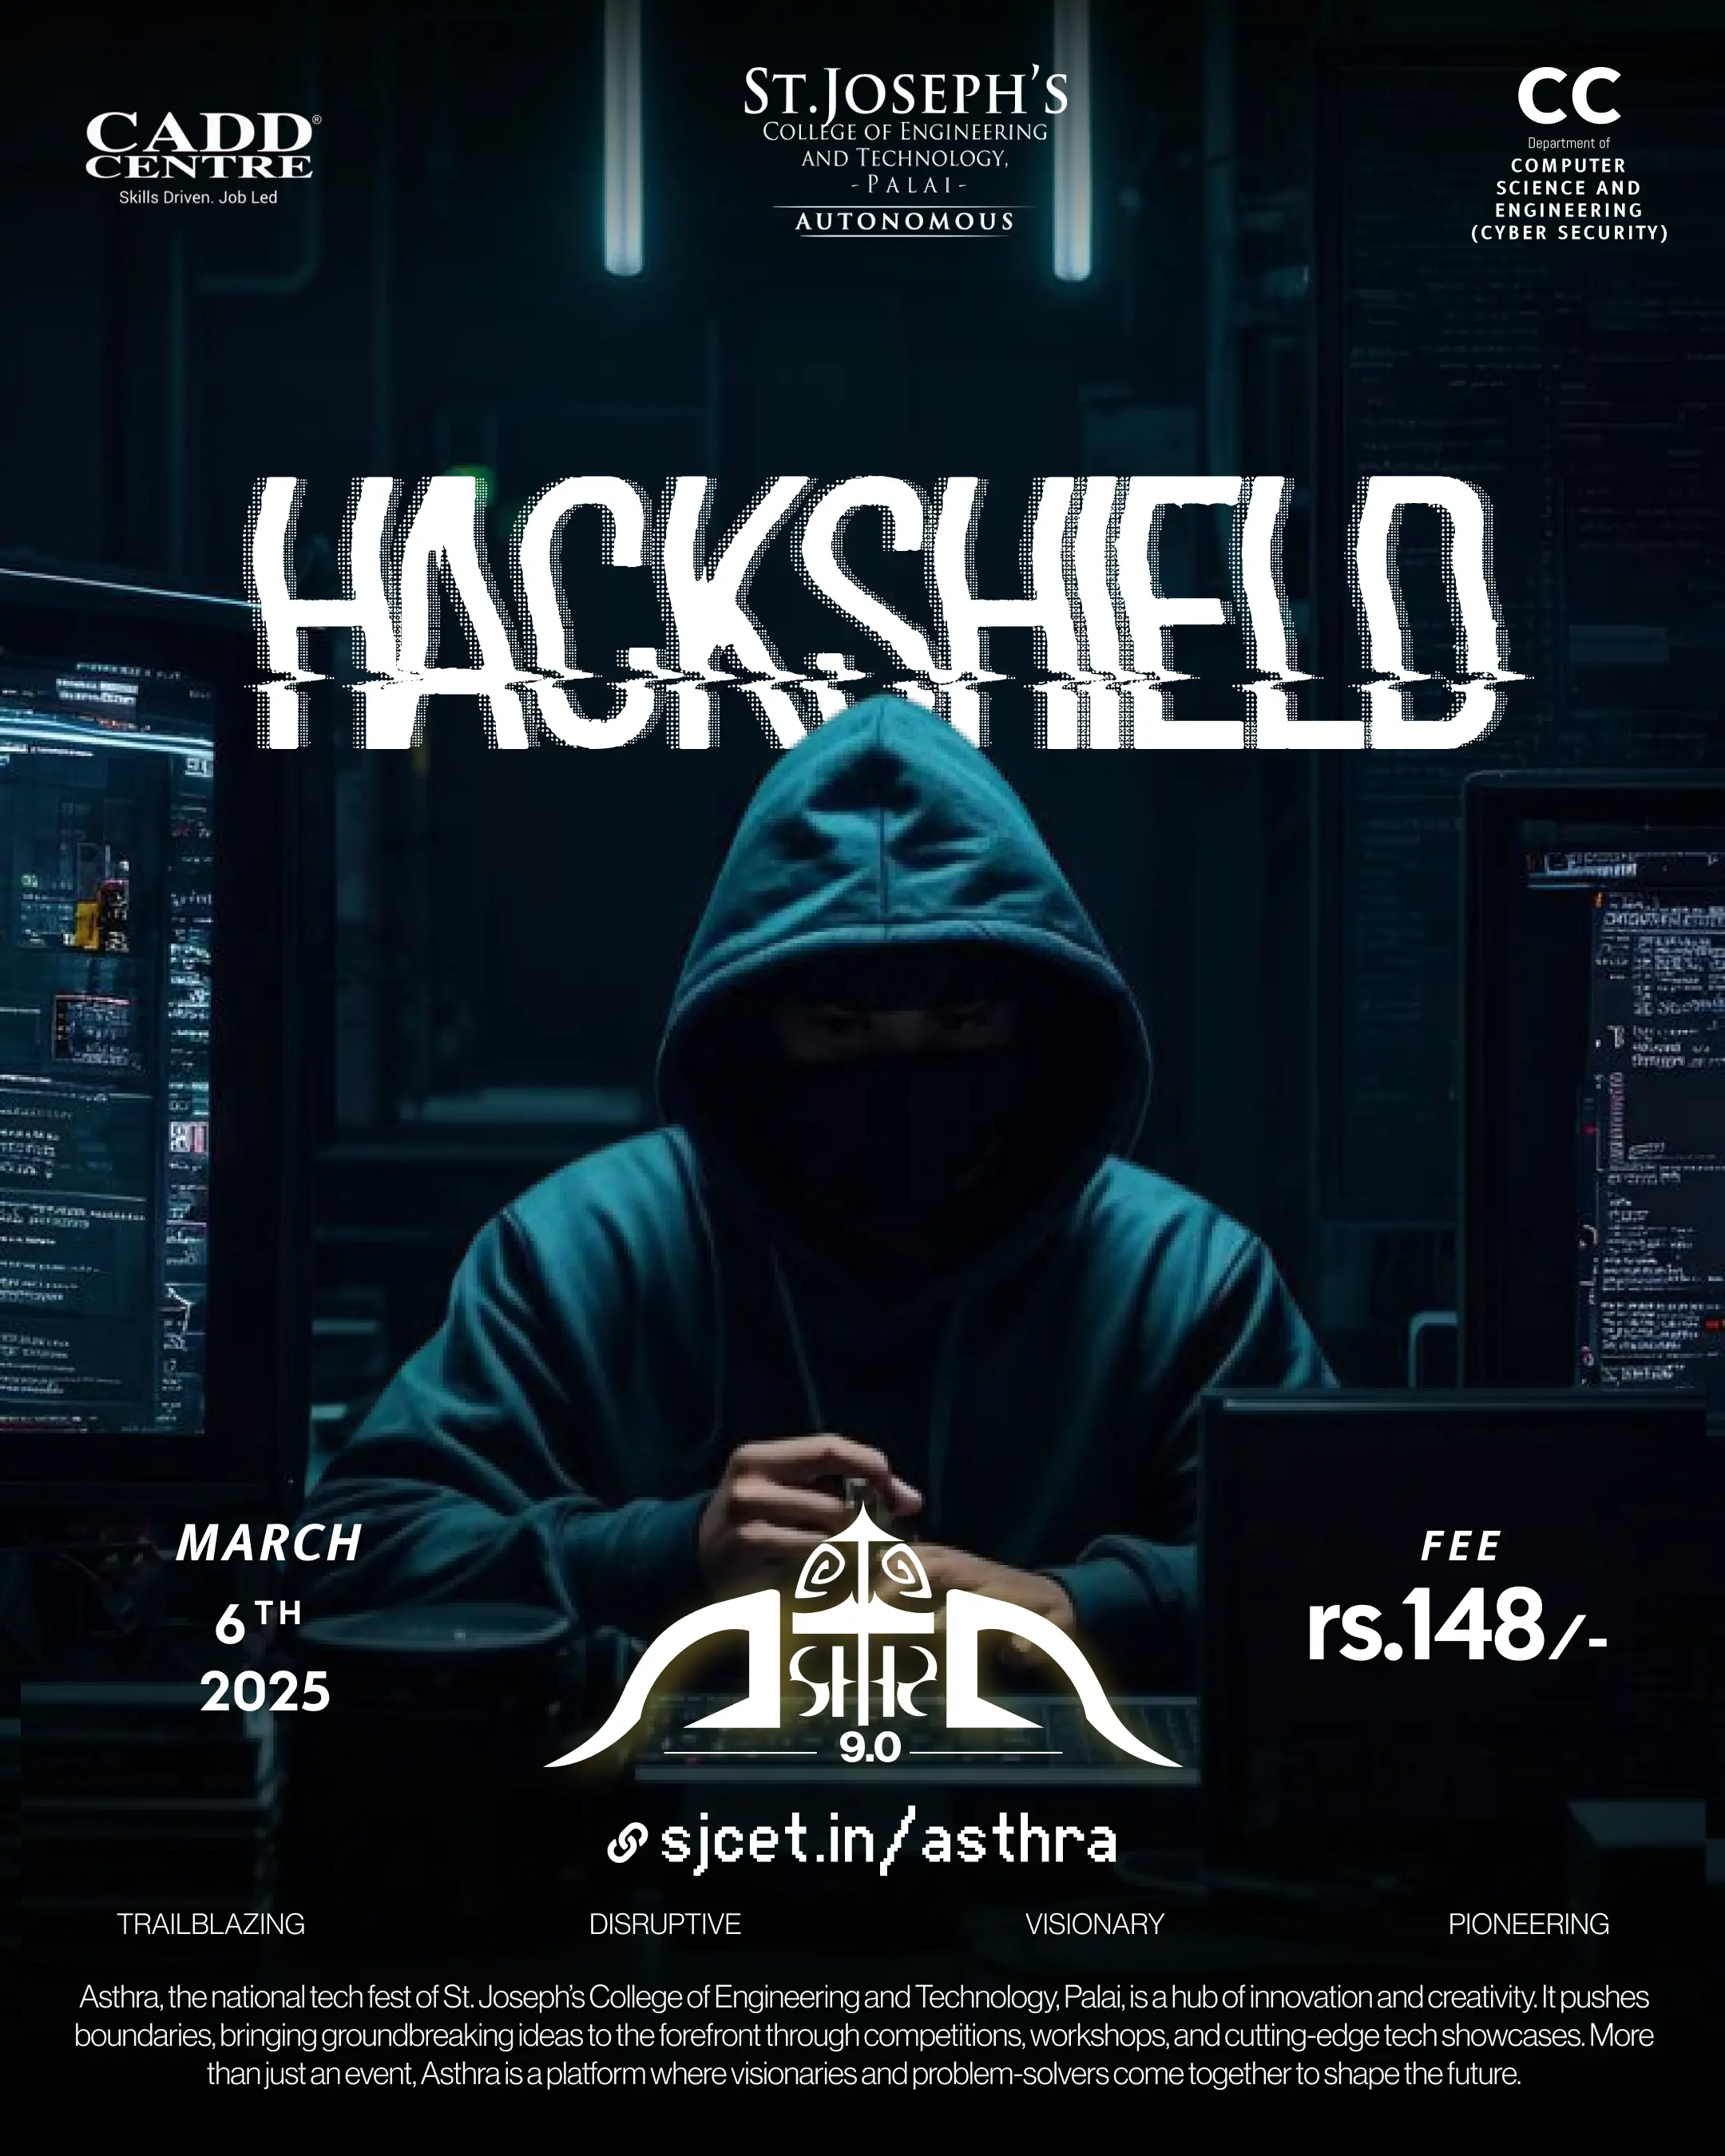 CADD
CENTRE®
Skills Driven. Job Led
ST.JOSEPH'S
COLLEGE OF ENGINEERING
AND TECHNOLOGY,
-PALAI-
AUTONOMOUS
CC
Department of
COMPUTER
SCIENCE AND
ENGINEERING
(CYBER SECURITY)
HACKSHIELD
MARCH
6TH
2025
ASTHRA
9.0
FEE
rs.148/-
sjcet.in/asthra
TRAILBLAZING
DISRUPTIVE
VISIONARY
PIONEERING
Asthra, the national tech fest of St. Joseph's College of Engineering and Technology, Palai, is a hub of innovation and creativity. It pushes
boundaries, bringing groundbreaking ideas to the forefront through competitions, workshops, and cutting-edge tech showcases. More
than just an event, Asthra is a platform where visionaries and problem-solvers come together to shape the future.